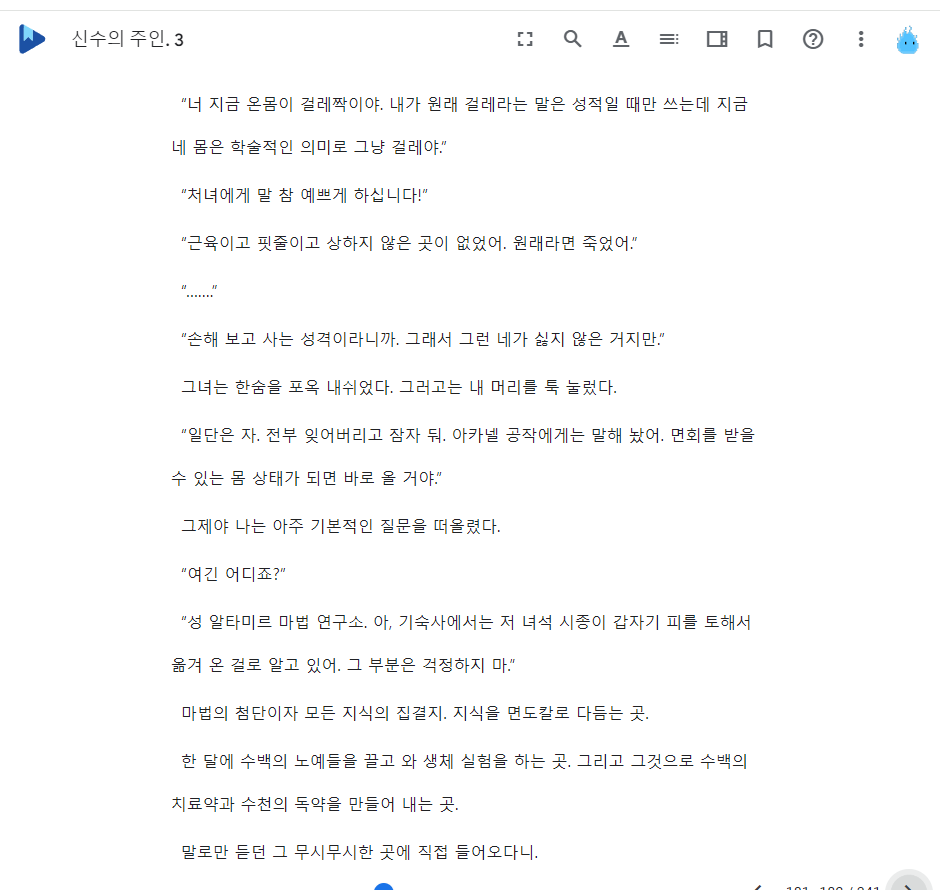 신수의 주인. 3
"너 지금 온몸이 걸레짝이야. 내가 원래 걸레라는 말은 성적일 때만 쓰는데 지금
네 몸은 학술적인 의미로 그냥 걸레야."
"처녀에게 말 참 예쁘게 하십니다!"
"근육이고 핏줄이고 상하지 않은 곳이 없었어. 원래라면 죽었어."
"……."
"손해 보고 사는 성격이라니까. 그래서 그런 네가 싫지 않은 거지만."
그녀는 한숨을 포옥 내쉬었다. 그러고는 내 머리를 툭 눌렀다.
"일단은 자. 전부 잊어버리고 잠자 둬. 아카넬 공작에게는 말해 놨어. 면회를 받을
수 있는 몸 상태가 되면 바로 올 거야."
그제야 나는 아주 기본적인 질문을 떠올렸다.
"여긴 어디죠?"
"성 알타미르 마법 연구소. 아, 기숙사에서는 저 녀석 시종이 갑자기 피를 토해서
옮겨 온 걸로 알고 있어. 그 부분은 걱정하지 마."
마법의 첨단이자 모든 지식의 집결지. 지식을 면도칼로 다듬는 곳.
한 달에 수백의 노예들을 끌고 와 생체 실험을 하는 곳. 그리고 그것으로 수백의
치료약과 수천의 독약을 만들어 내는 곳.
말로만 듣던 그 무시무시한 곳에 직접 들어오다니.